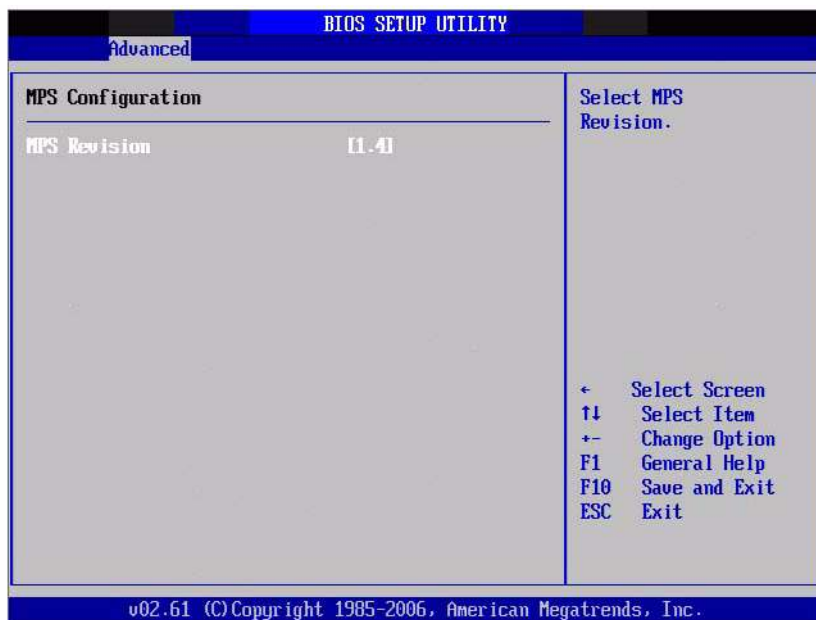 BIOS SETUP UTILITY
Advanced
MPS Configuration
MPS Revision [1.4]
Select MPS
Revision.
← Select Screen
↑↓ Select Item
+- Change Option
F1 General Help
F10 Save and Exit
ESC Exit
v02.61 (C)Copyright 1985-2006, American Megatrends, Inc.